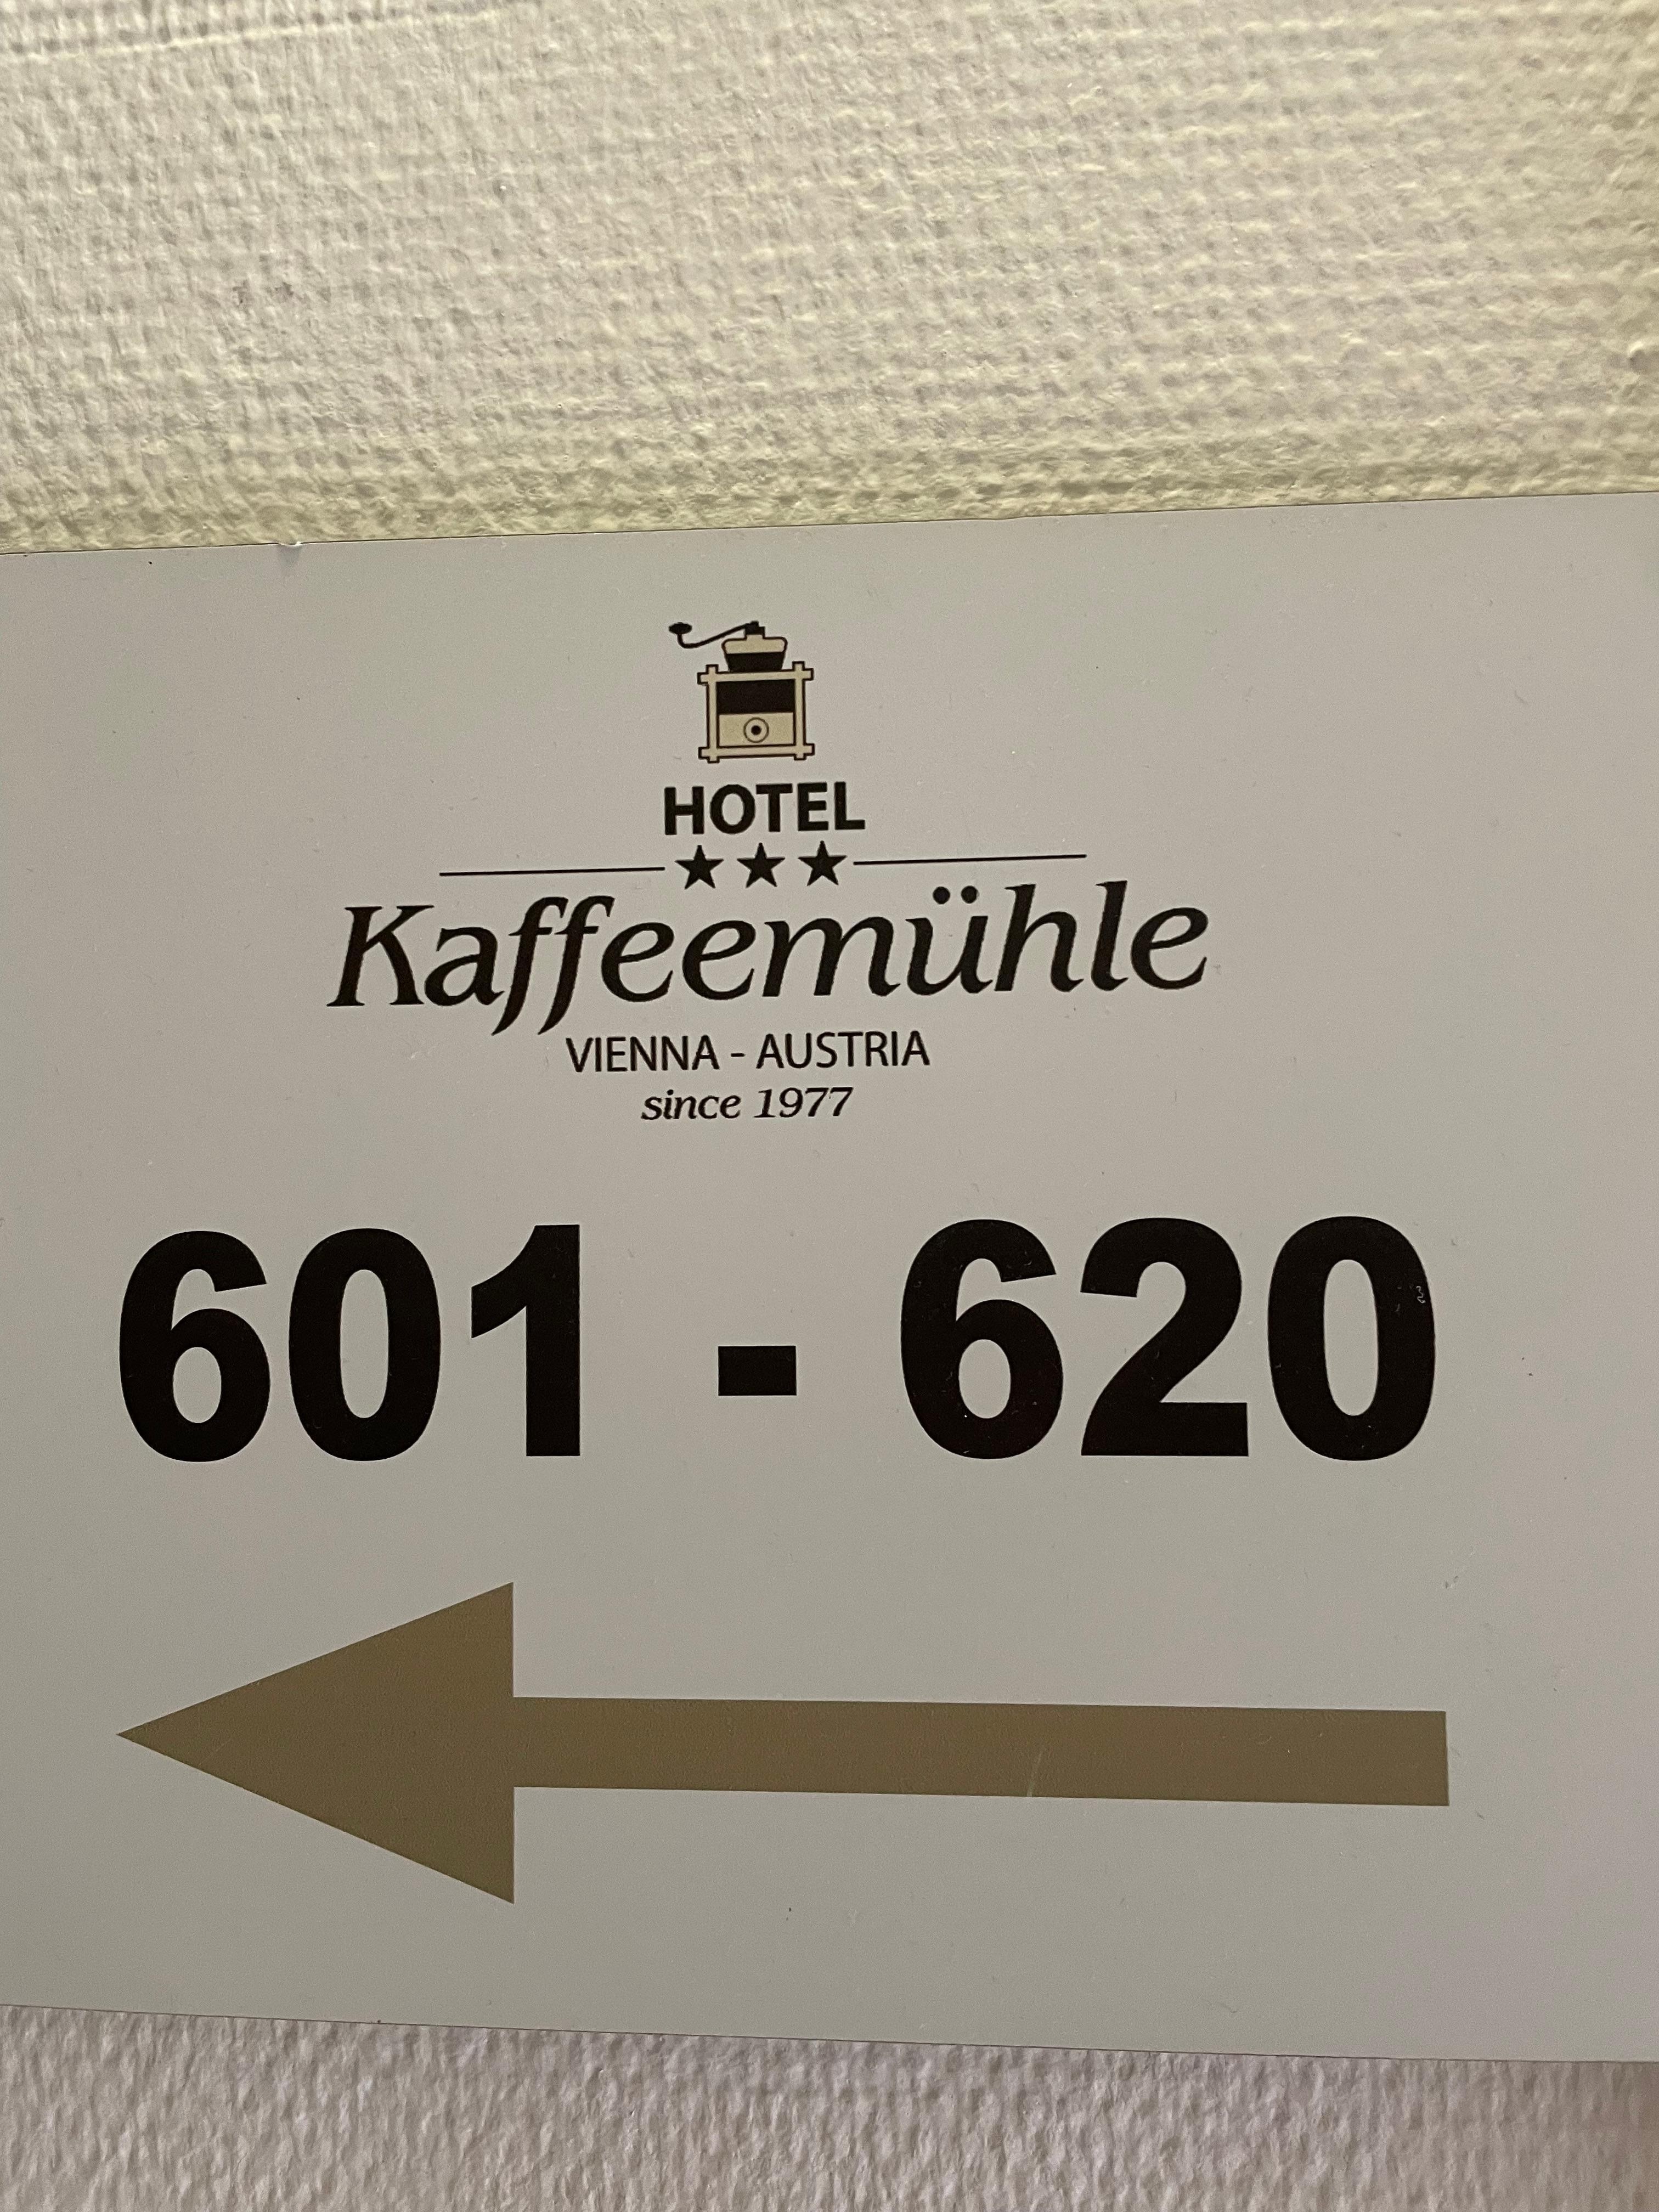 HOTEL
★★★
Kaffeemühle
VIENNA - AUSTRIA
since 1977
601 - 620